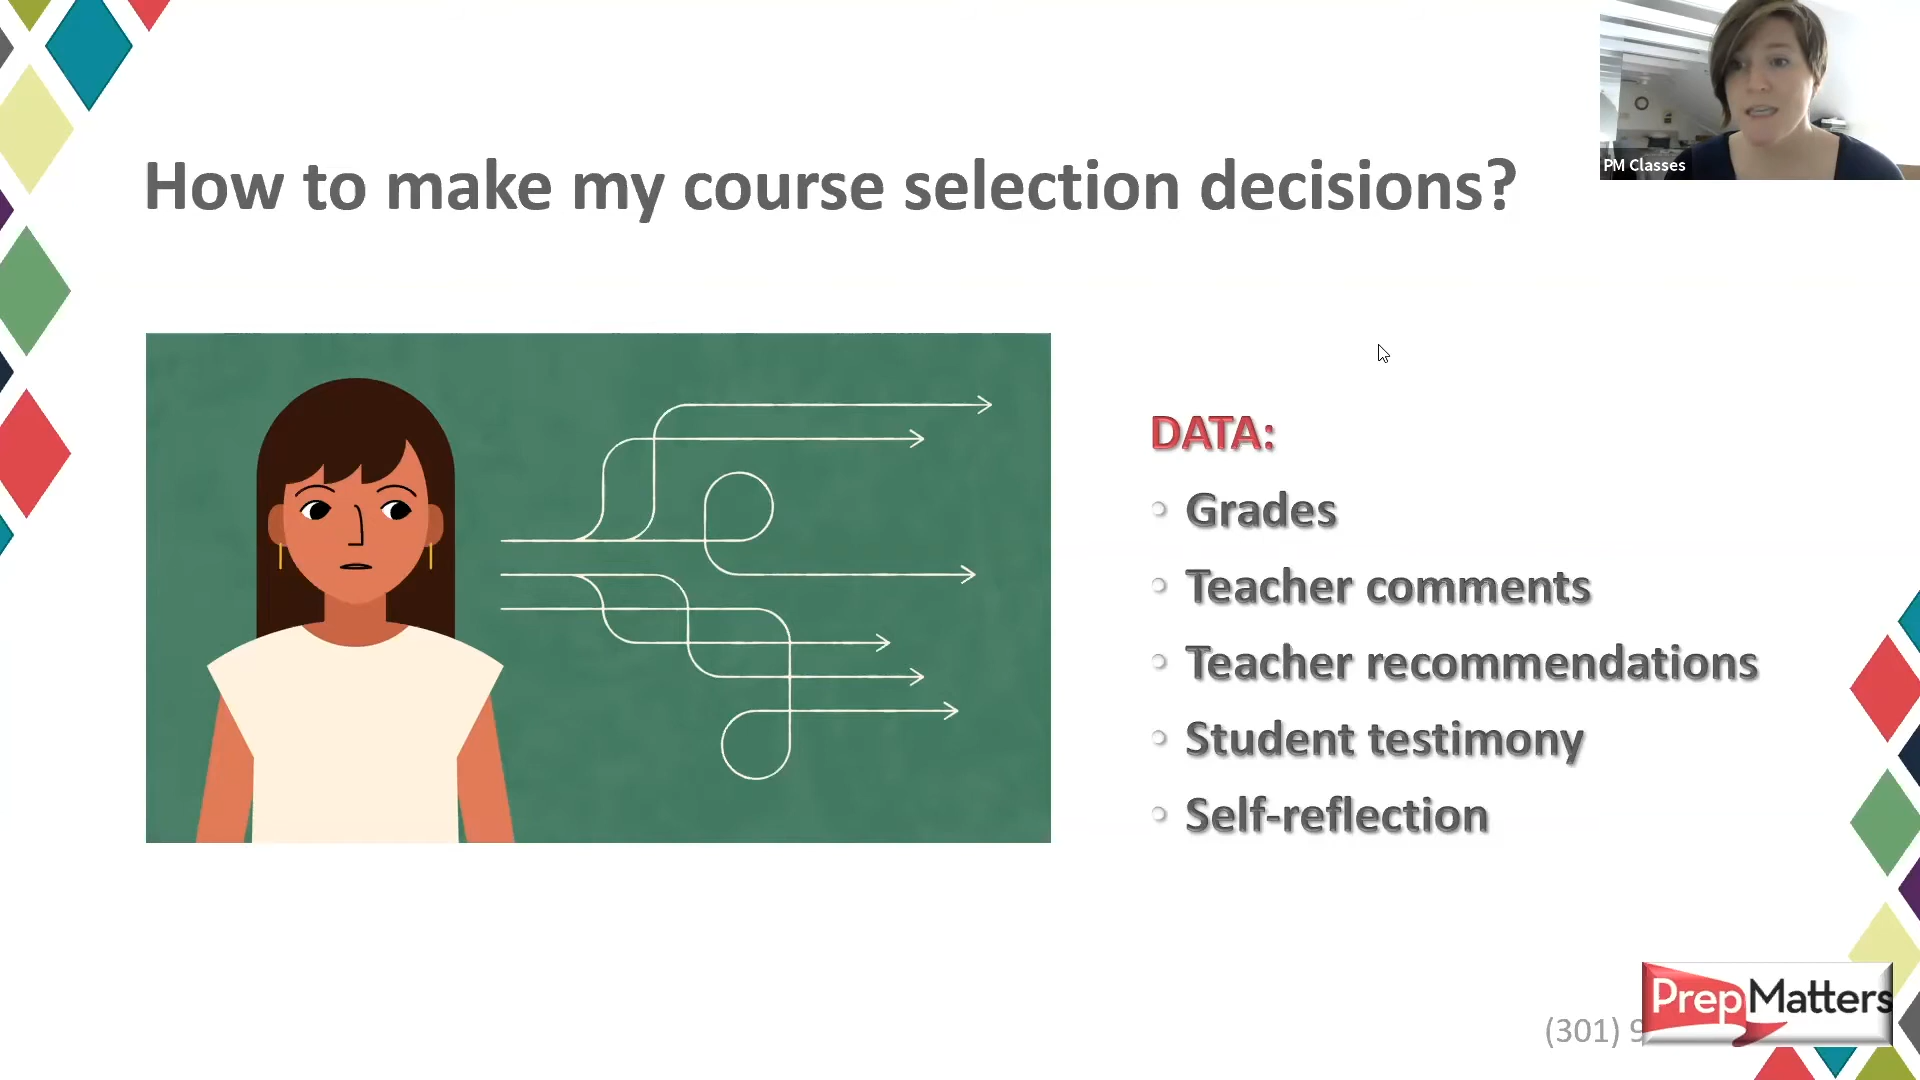 PM Classes
How to make my course selection decisions?
DATA:
Grades
Teacher comments
Teacher recommendations
Student testimony
Self-reflection
PrepMatters
(301) 9